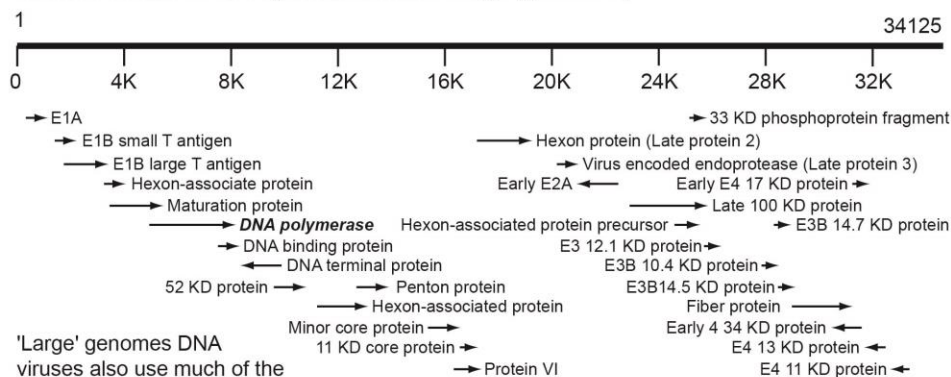 1 34125
0 4K 8K 12K 16K 20K 24K 28K 32K
E1A 33 KD phosphoprotein fragment
E1B small T antigen Hexon protein (Late protein 2)
E1B large T antigen Virus encoded endoprotease (Late protein 3)
Hexon-associate protein Early E2A Early E4 17 KD protein
Maturation protein Late 100 KD protein
DNA polymerase Hexon-associated protein precursor E3B 14.7 KD protein
DNA binding protein E3 12.1 KD protein
DNA terminal protein E3B 10.4 KD protein
52 KD protein Penton protein E3B14.5 KD protein
Hexon-associated protein Fiber protein
Minor core protein Early 4 34 KD protein
'Large' genomes DNA 11 KD core protein E4 13 KD protein
viruses also use much of the Protein VI E4 11 KD protein